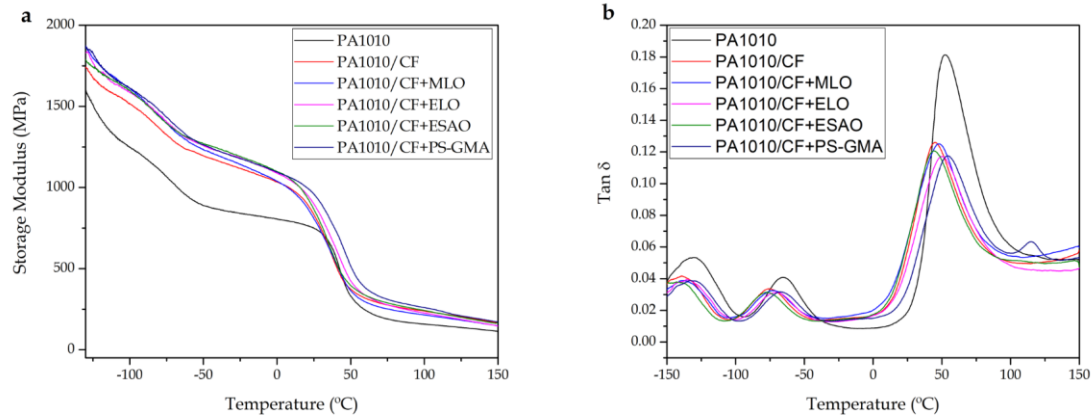 a
2000
1500
1000
500
0
-100
-50
0
50
100
150
Storage Modulus (MPa)
Temperature (ºC)
PA1010
PA1010/CF
PA1010/CF+MLO
PA1010/CF+ELO
PA1010/CF+ESAO
PA1010/CF+PS-GMA
b
0.20
0.18
0.16
0.14
0.12
0.10
0.08
0.06
0.04
0.02
0.00
-150
-100
-50
0
50
100
150
Tan δ
Temperature (ºC)
PA1010
PA1010/CF
PA1010/CF+MLO
PA1010/CF+ELO
PA1010/CF+ESAO
PA1010/CF+PS-GMA